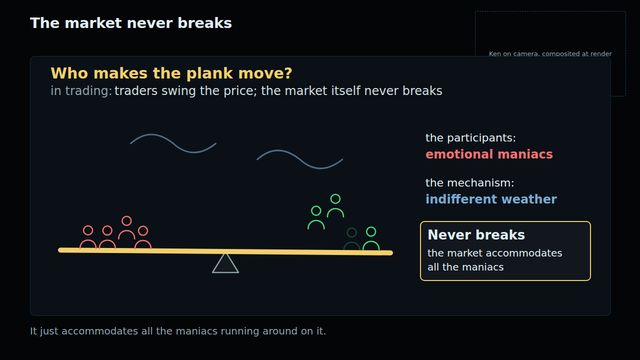 The market never breaks
Ken on camera, composited at render
Who makes the plank move?
in trading: traders swing the price; the market itself never breaks
the participants:
emotional maniacs
the mechanism:
indifferent weather
Never breaks
the market accommodates
all the maniacs
It just accommodates all the maniacs running around on it.